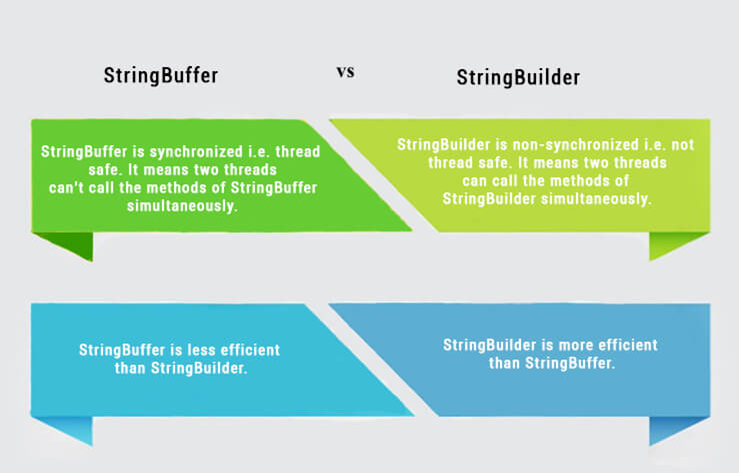 StringBuffer vs StringBuilder
StringBuffer is synchronized i.e. thread
safe. It means two threads
can't call the methods of StringBuffer
simultaneously.
StringBuilder is non-synchronized i.e. not
thread safe. It means two threads
can call the methods of
StringBuilder simultaneously.
StringBuffer is less efficient
than StringBuilder.
StringBuilder is more efficient
than StringBuffer.